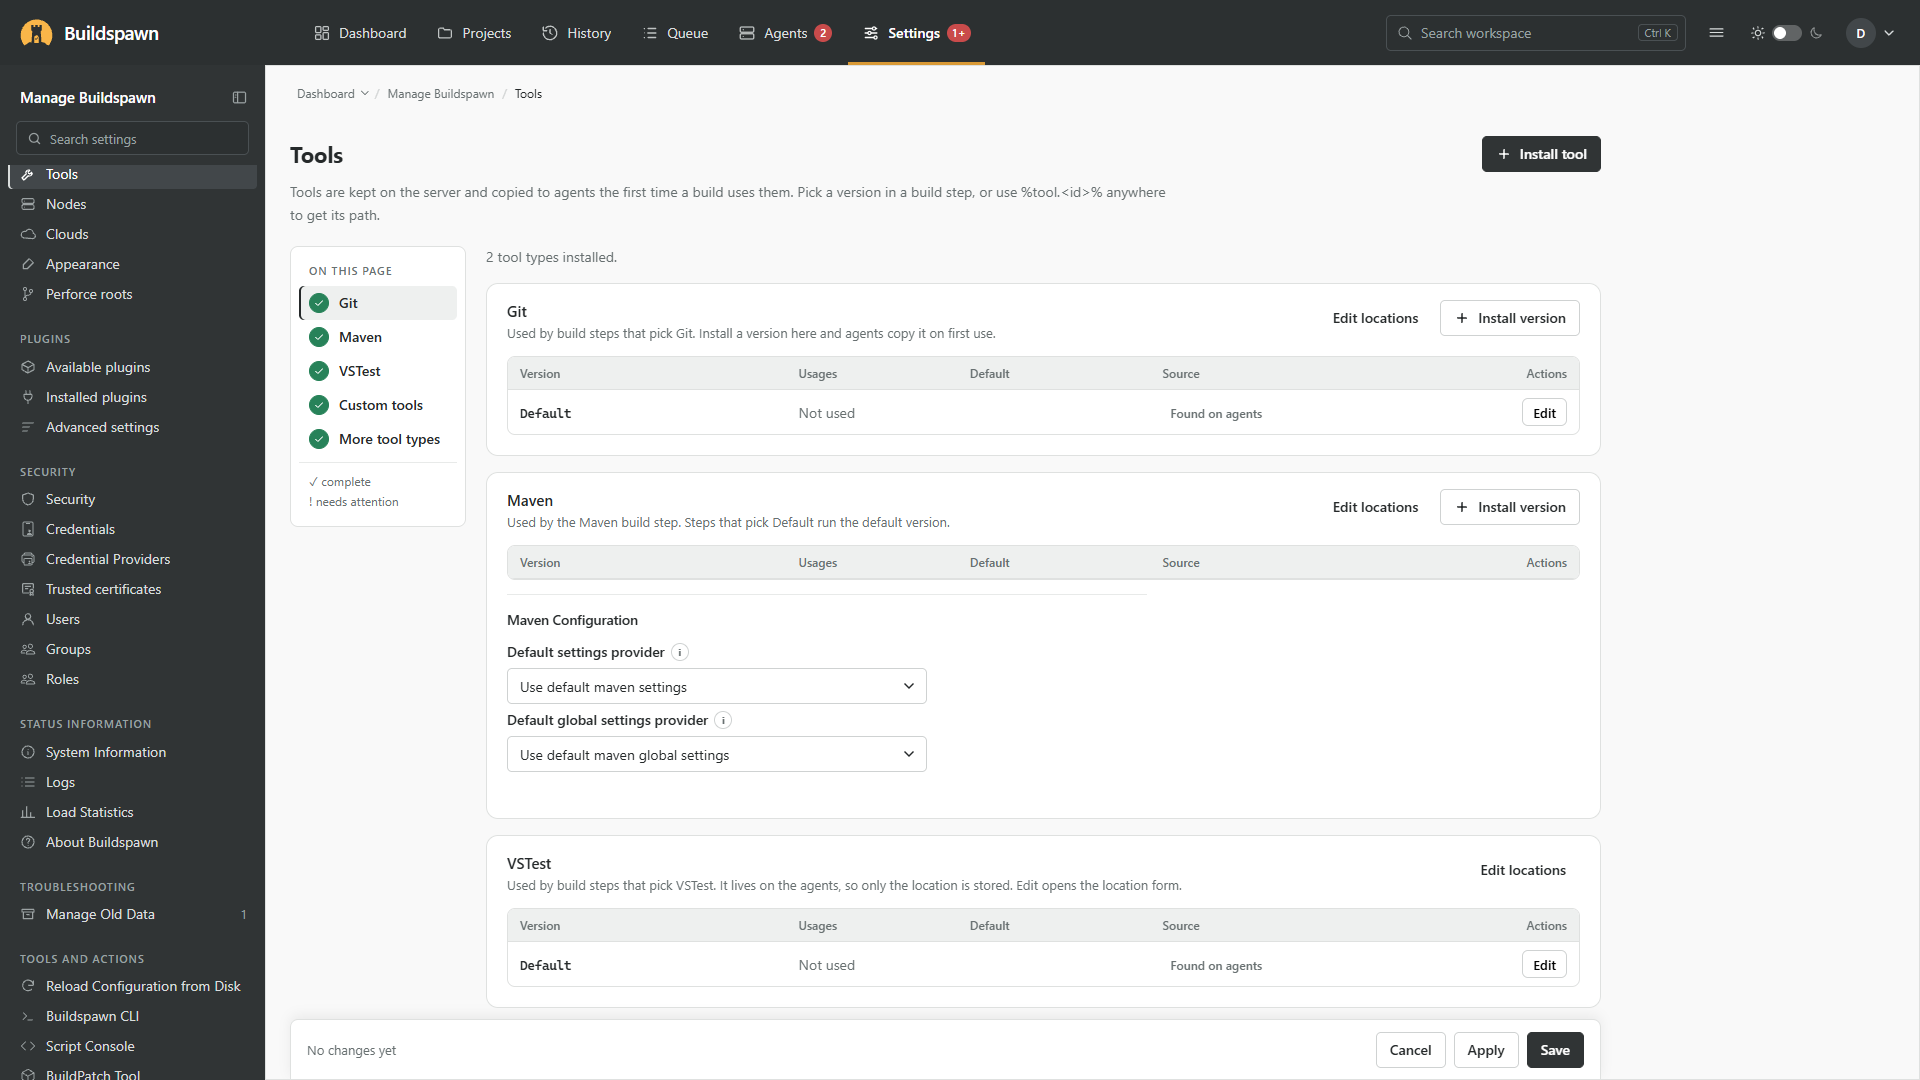 Buildspawn
Dashboard
Projects
History
Queue
Agents 2
Settings 1+
Search workspace Ctrl K
D
Manage Buildspawn
Search settings
Tools
Nodes
Clouds
Appearance
Perforce roots
PLUGINS
Available plugins
Installed plugins
Advanced settings
SECURITY
Security
Credentials
Credential Providers
Trusted certificates
Users
Groups
Roles
STATUS INFORMATION
System Information
Logs
Load Statistics
About Buildspawn
TROUBLESHOOTING
Manage Old Data 1
TOOLS AND ACTIONS
Reload Configuration from Disk
Buildspawn CLI
Script Console
BuildPatch Tool
Dashboard / Manage Buildspawn / Tools
Tools
+ Install tool
Tools are kept on the server and copied to agents the first time a build uses them. Pick a version in a build step, or use %tool.<id>% anywhere
to get its path.
ON THIS PAGE
Git
Maven
VSTest
Custom tools
More tool types
✓ complete
! needs attention
2 tool types installed.
Git
Used by build steps that pick Git. Install a version here and agents copy it on first use.
Edit locations
+ Install version
Version Usages Default Source Actions
Default Not used Found on agents Edit
Maven
Used by the Maven build step. Steps that pick Default run the default version.
Edit locations
+ Install version
Version Usages Default Source Actions
Maven Configuration
Default settings provider i
Use default maven settings
Default global settings provider i
Use default maven global settings
VSTest
Used by build steps that pick VSTest. It lives on the agents, so only the location is stored. Edit opens the location form.
Edit locations
Version Usages Default Source Actions
Default Not used Found on agents Edit
No changes yet
Cancel
Apply
Save